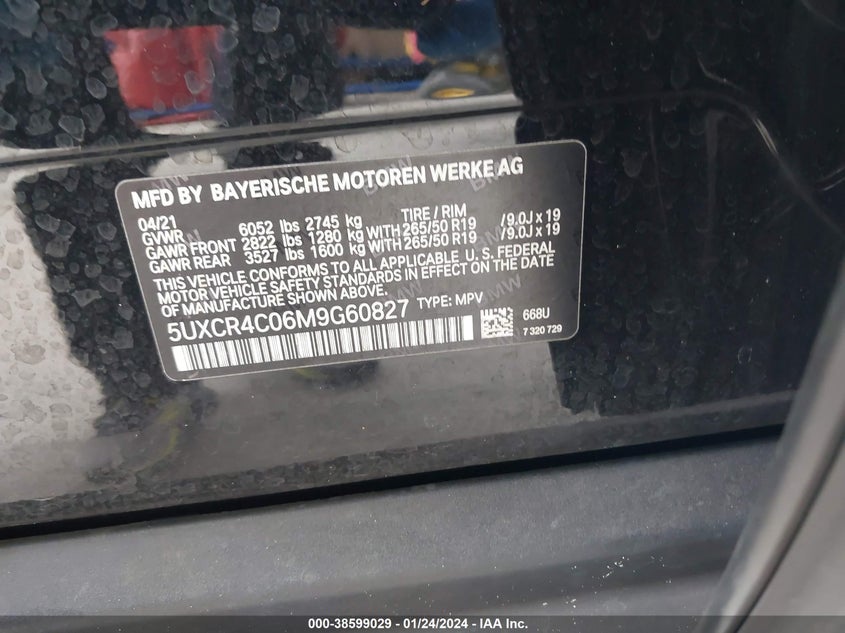 MFD BY BAYERISCHE MOTOREN WERKE AG
04/21 TIRE / RIM
GVWR 6052 lbs 2745 kg
GAWR FRONT 2822 lbs 1280 kg WITH 265/50 R19 /9.0J x 19
GAWR REAR 3527 lbs 1600 kg WITH 265/50 R19 /9.0J x 19
THIS VEHICLE CONFORMS TO ALL APPLICABLE U. S. FEDERAL
MOTOR VEHICLE SAFETY STANDARDS IN EFFECT ON THE DATE
OF MANUFACTURE SHOWN ABOVE.
5UXCR4C06M9G60827 TYPE: MPV
668U
7 320 729
000-38599029 - 01/24/2024 - IAA Inc.